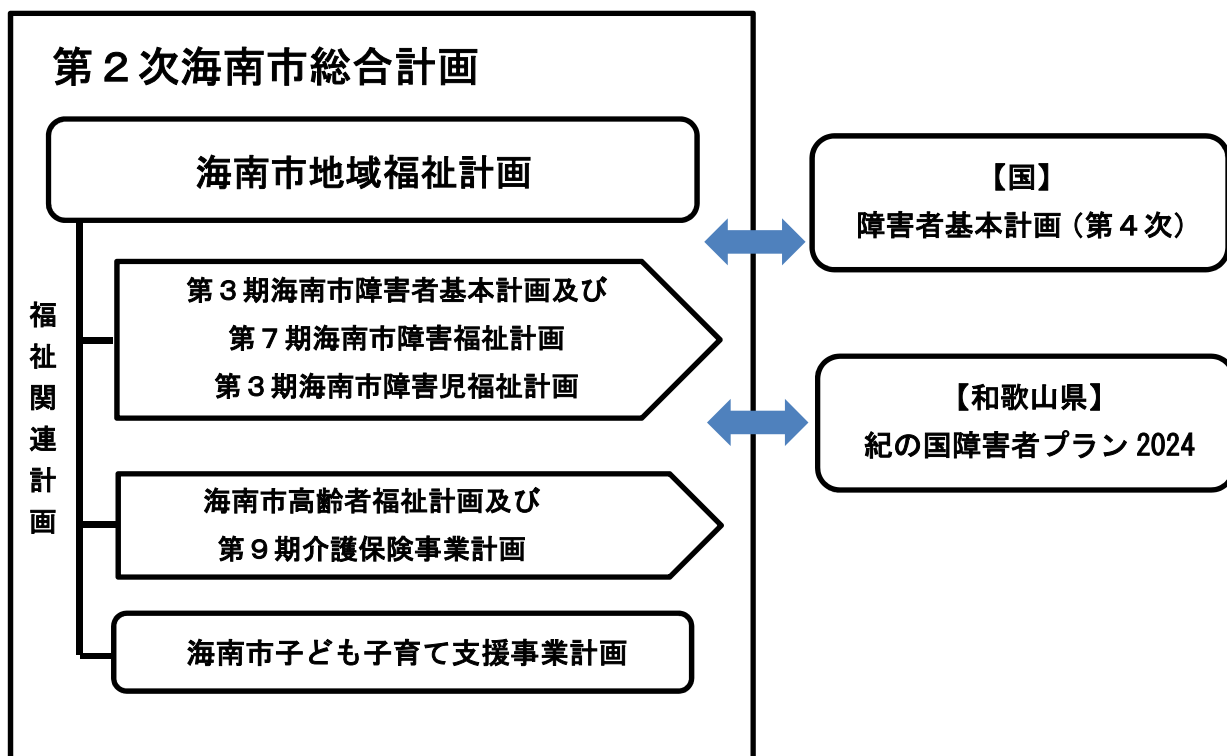 第２次海南市総合計画
海南市地域福祉計画
福祉関連計画
第３期海南市障害者基本計画及び
第７期海南市障害福祉計画
第３期海南市障害児福祉計画
海南市高齢者福祉計画及び
第９期介護保険事業計画
海南市子ども子育て支援事業計画
【国】
障害者基本計画（第４次）
【和歌山県】
紀の国障害者プラン 2024